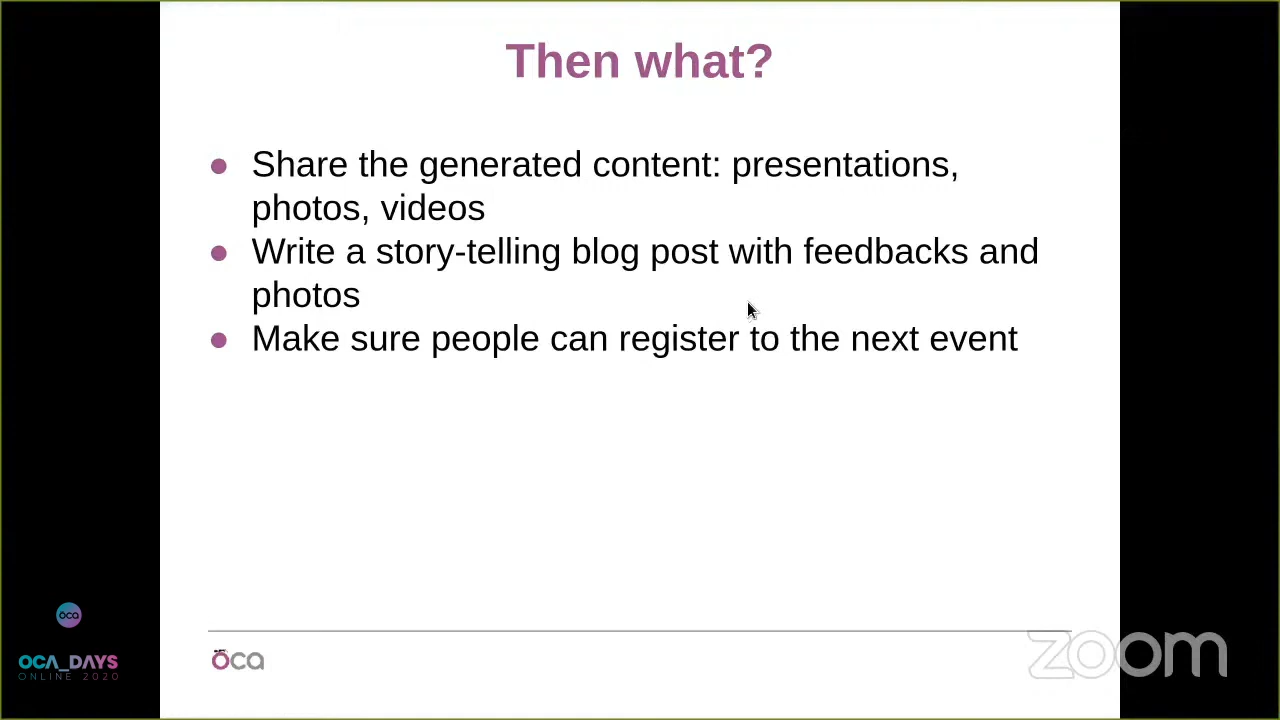 Then what?
● Share the generated content: presentations,
photos, videos
● Write a story-telling blog post with feedbacks and
photos
● Make sure people can register to the next event
oca
OCA_DAYS
ONLINE 2020
oca
zoom